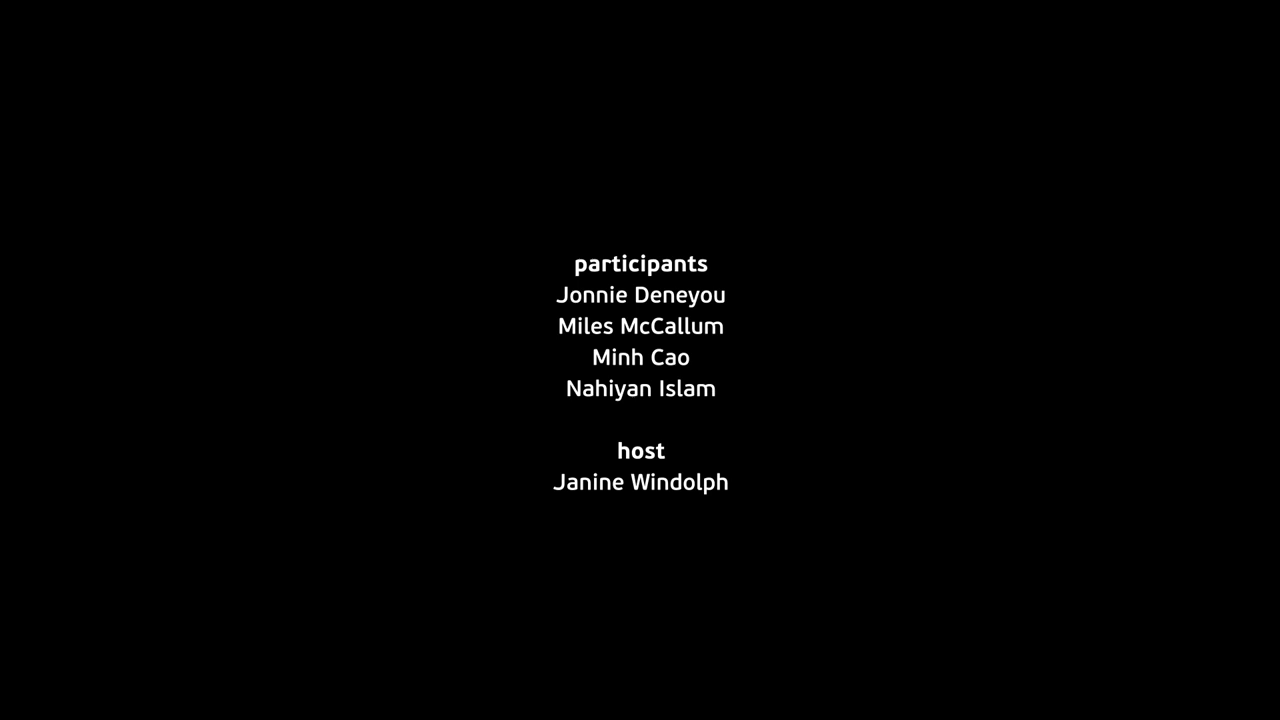 participants
Jonnie Deneyou
Miles McCallum
Minh Cao
Nahiyan Islam
host
Janine Windolph